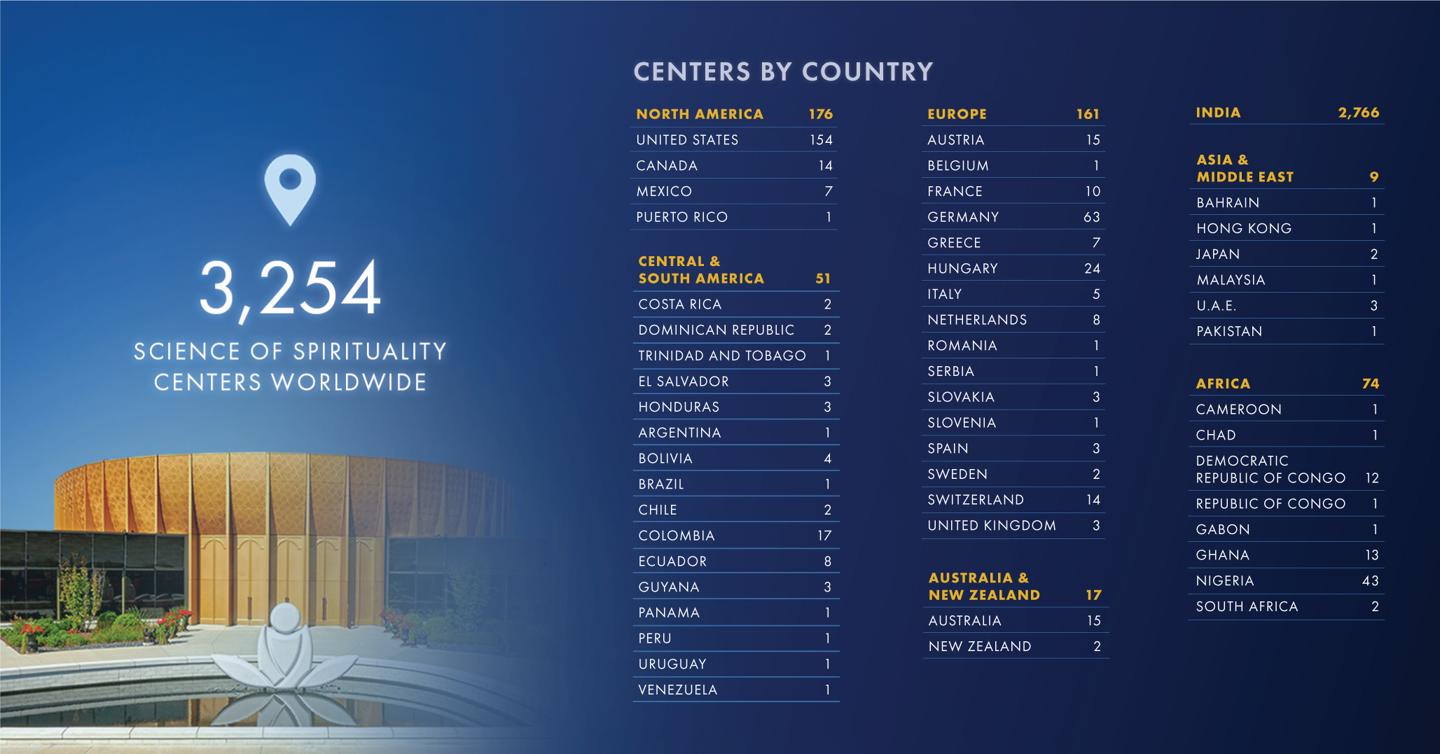 3,254
SCIENCE OF SPIRITUALITY
CENTERS WORLDWIDE
CENTERS BY COUNTRY
NORTH AMERICA 176
UNITED STATES 154
CANADA 14
MEXICO 7
PUERTO RICO 1
CENTRAL &
SOUTH AMERICA 51
COSTA RICA 2
DOMINICAN REPUBLIC 2
TRINIDAD AND TOBAGO 1
EL SALVADOR 3
HONDURAS 3
ARGENTINA 1
BOLIVIA 4
BRAZIL 1
CHILE 2
COLOMBIA 17
ECUADOR 8
GUYANA 3
PANAMA 1
PERU 1
URUGUAY 1
VENEZUELA 1
EUROPE 161
AUSTRIA 15
BELGIUM 1
FRANCE 10
GERMANY 63
GREECE 7
HUNGARY 24
ITALY 5
NETHERLANDS 8
ROMANIA 1
SERBIA 1
SLOVAKIA 3
SLOVENIA 1
SPAIN 3
SWEDEN 2
SWITZERLAND 14
UNITED KINGDOM 3
AUSTRALIA &
NEW ZEALAND 17
AUSTRALIA 15
NEW ZEALAND 2
INDIA 2,766
ASIA &
MIDDLE EAST 9
BAHRAIN 1
HONG KONG 1
JAPAN 2
MALAYSIA 1
U.A.E. 3
PAKISTAN 1
AFRICA 74
CAMEROON 1
CHAD 1
DEMOCRATIC
REPUBLIC OF CONGO 12
REPUBLIC OF CONGO 1
GABON 1
GHANA 13
NIGERIA 43
SOUTH AFRICA 2